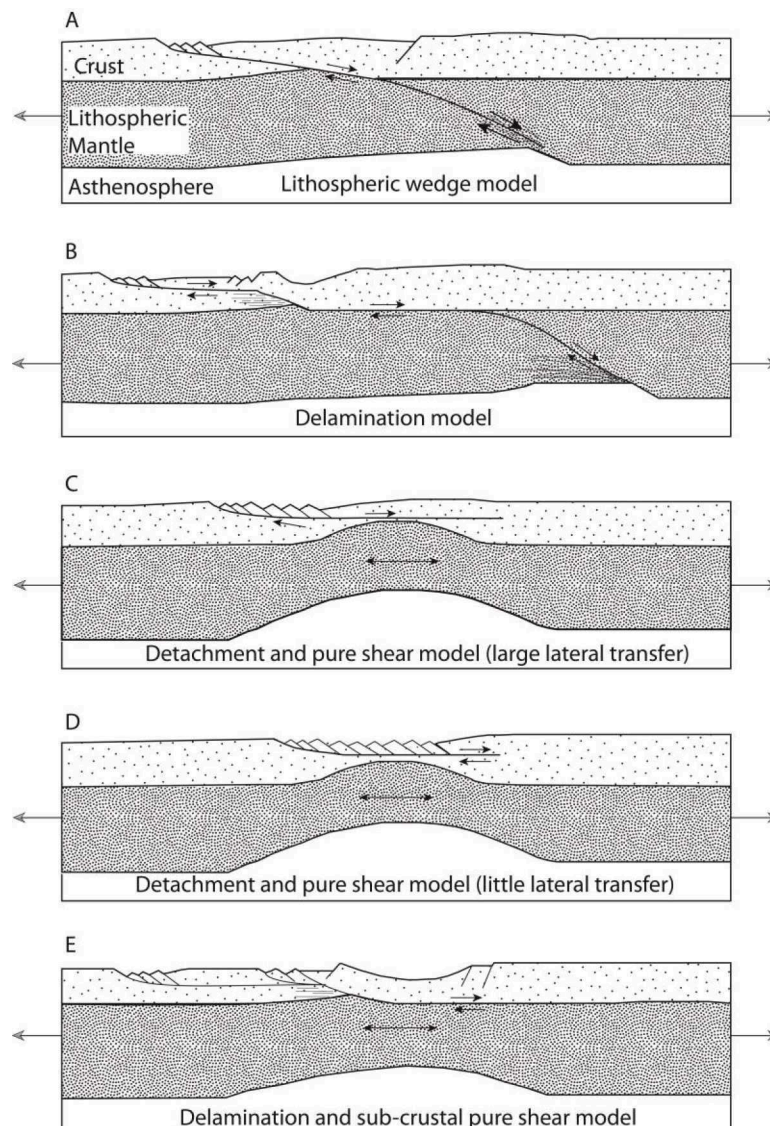 A
Crust
Lithospheric
Mantle
Asthenosphere
Lithospheric wedge model
B
Delamination model
C
Detachment and pure shear model (large lateral transfer)
D
Detachment and pure shear model (little lateral transfer)
E
Delamination and sub-crustal pure shear model